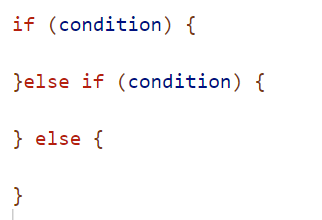 if (condition) {
}else if (condition) {
} else {
}